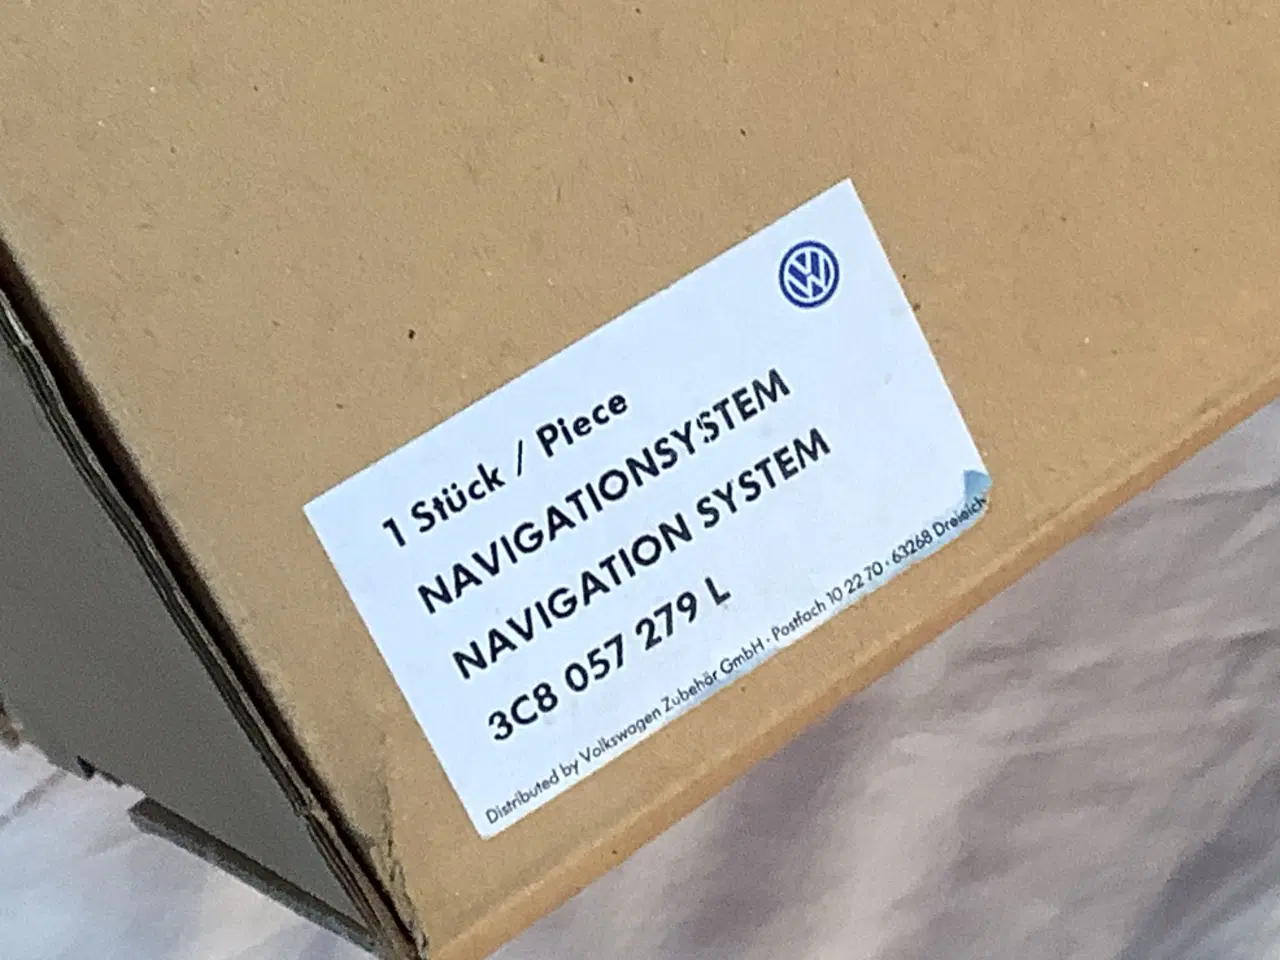 1 Stück / Piece
NAVIGATIONSYSTEM
NAVIGATION SYSTEM
3C8 057 279 L
Distributed by Volkswagen Zubehör GmbH · Postfach 10 22 70 · 63268 Dreieich